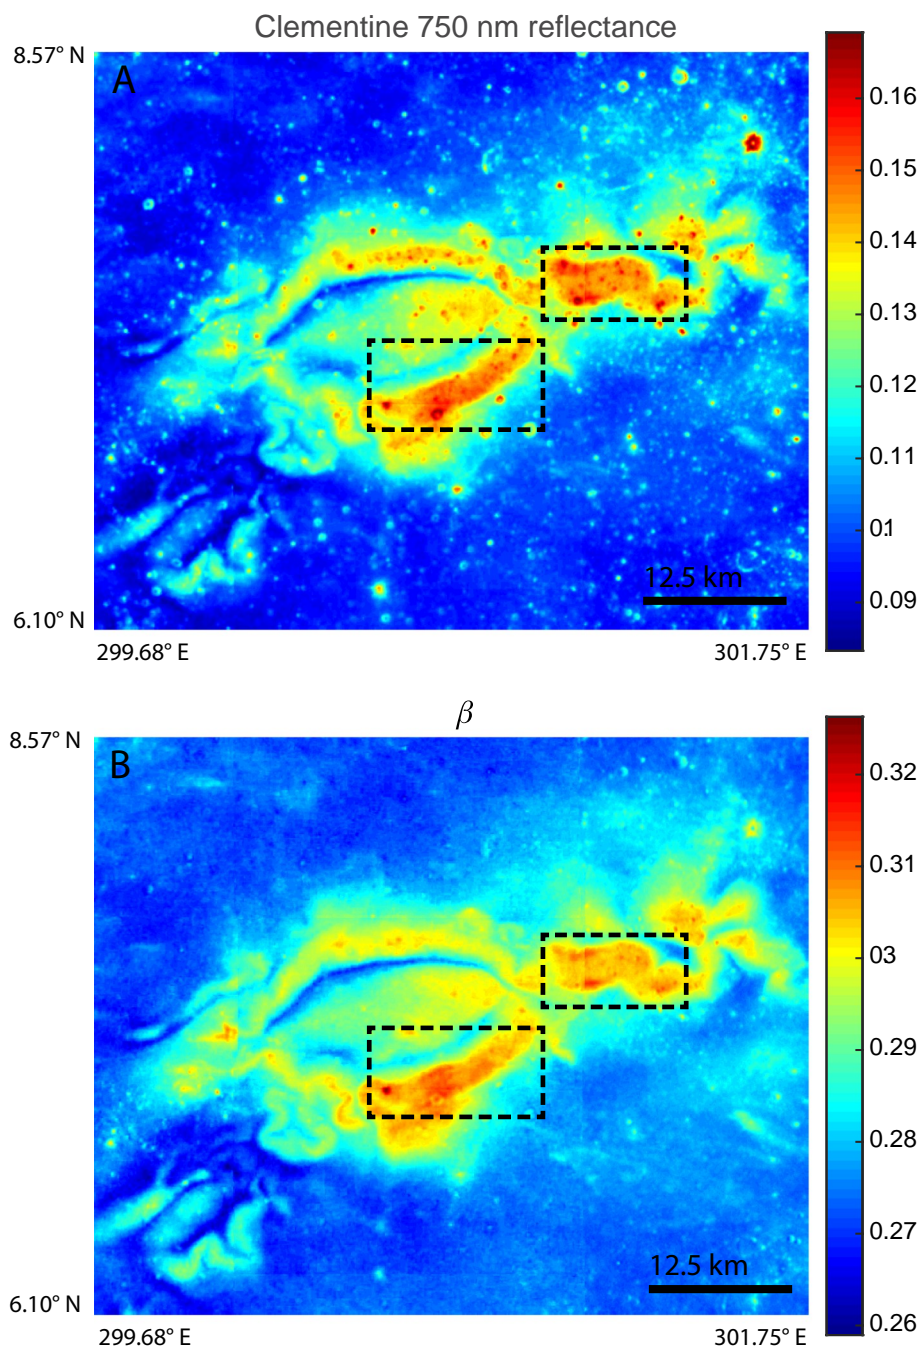 Clementine 750 nm reflectance
8.57° N
A
0.16
0.15
0.14
0.13
0.12
0.11
0.1
0.09
12.5 km
6.10° N
299.68° E
301.75° E
β
8.57° N
B
0.32
0.31
03
0.29
0.28
0.27
0.26
12.5 km
6.10° N
299.68° E
301.75° E